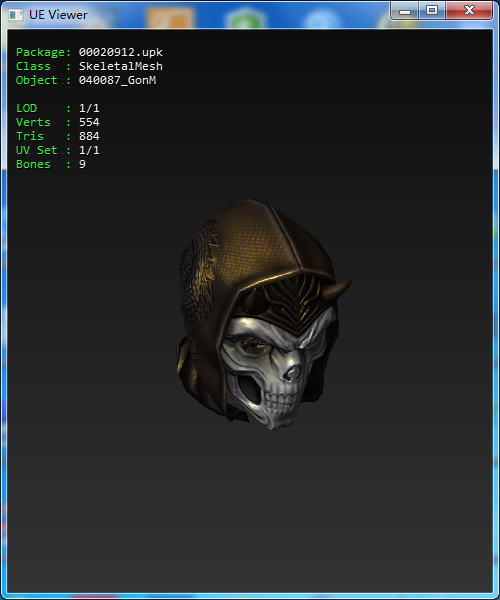 UE Viewer
Package: 00020912.upk
Class : SkeletalMesh
Object : 040087_GonM
LOD : 1/1
Verts : 554
Tris : 884
UV Set : 1/1
Bones : 9